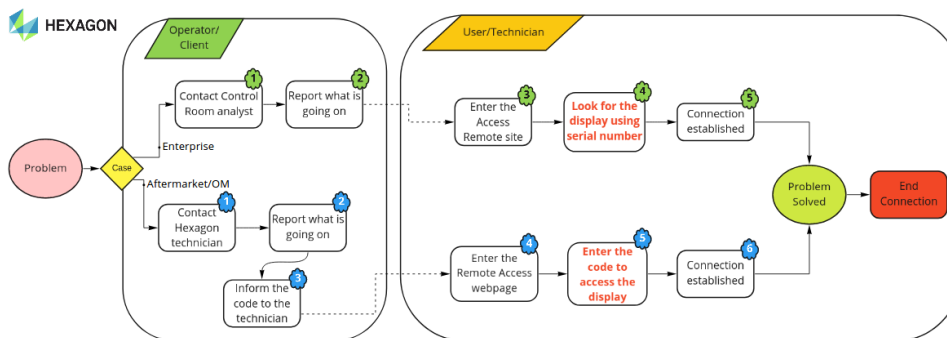 HEXAGON
Operator/
Client
User/Technician
1
Contact Control
Room analyst
2
Report what is
going on
3
Enter the
Access
Remote site
4
Look for the
display using
serial number
5
Connection
established
Enterprise
Problem
Case
Aftermarket/OM
1
Contact
Hexagon
technician
2
Report what is
going on
3
Inform the
code to the
technician
4
Enter the
Remote Access
webpage
5
Enter the
code to
access the
display
6
Connection
established
Problem
Solved
End
Connection